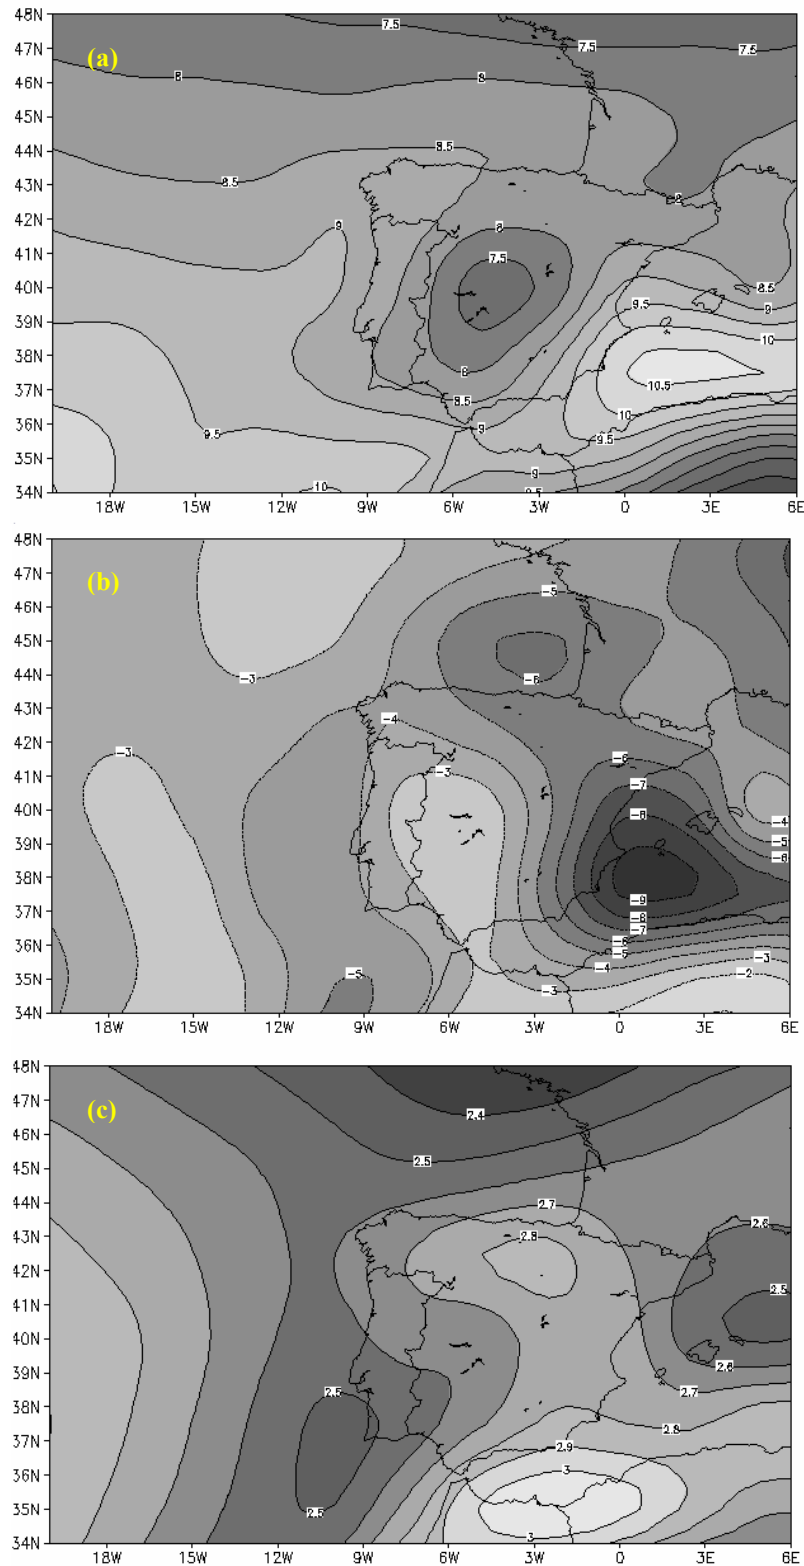 48N
7.5
47N
(a)
7.5
7.5
46N
8
8
45N
44N
8.5
43N
8.5
8
42N
9
8
41N
7.5
40N
8.5
39N
9.5
9
38N
10
8
10.5
37N
8.5
10
36N
9.5
9
9.5
35N
9
34N
10
18W 15W 12W 9W 6W 3W 0 3E 6E
48N
47N
(b)
-5
46N
45N
44N
-3
-6
43N
-4
42N
-3
-6
41N
-3
-7
40N
-8
-4
39N
-5
-6
38N
-9
37N
-8
-7
36N
-6
-5
-3
35N
-5
-4
-2
34N
-3
18W 15W 12W 9W 6W 3W 0 3E 6E
48N
47N
(c)
2.4
46N
45N
2.5
44N
2.7
43N
2.6
2.8
42N
41N
2.5
40N
39N
2.6
38N
2.5
2.7
37N
2.8
2.9
36N
3
35N
2.5
34N
3
18W 15W 12W 9W 6W 3W 0 3E 6E